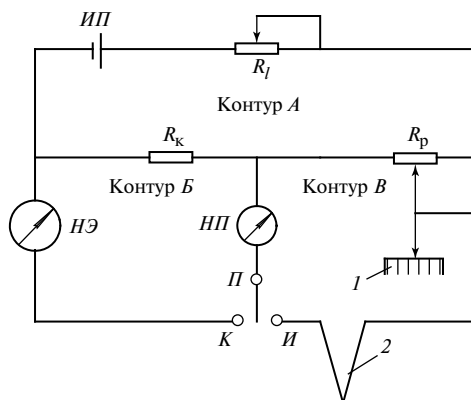 ИП
R_l
Контур А
R_к
R_р
Контур Б
Контур В
НЭ
НП
П
1
К
И
2